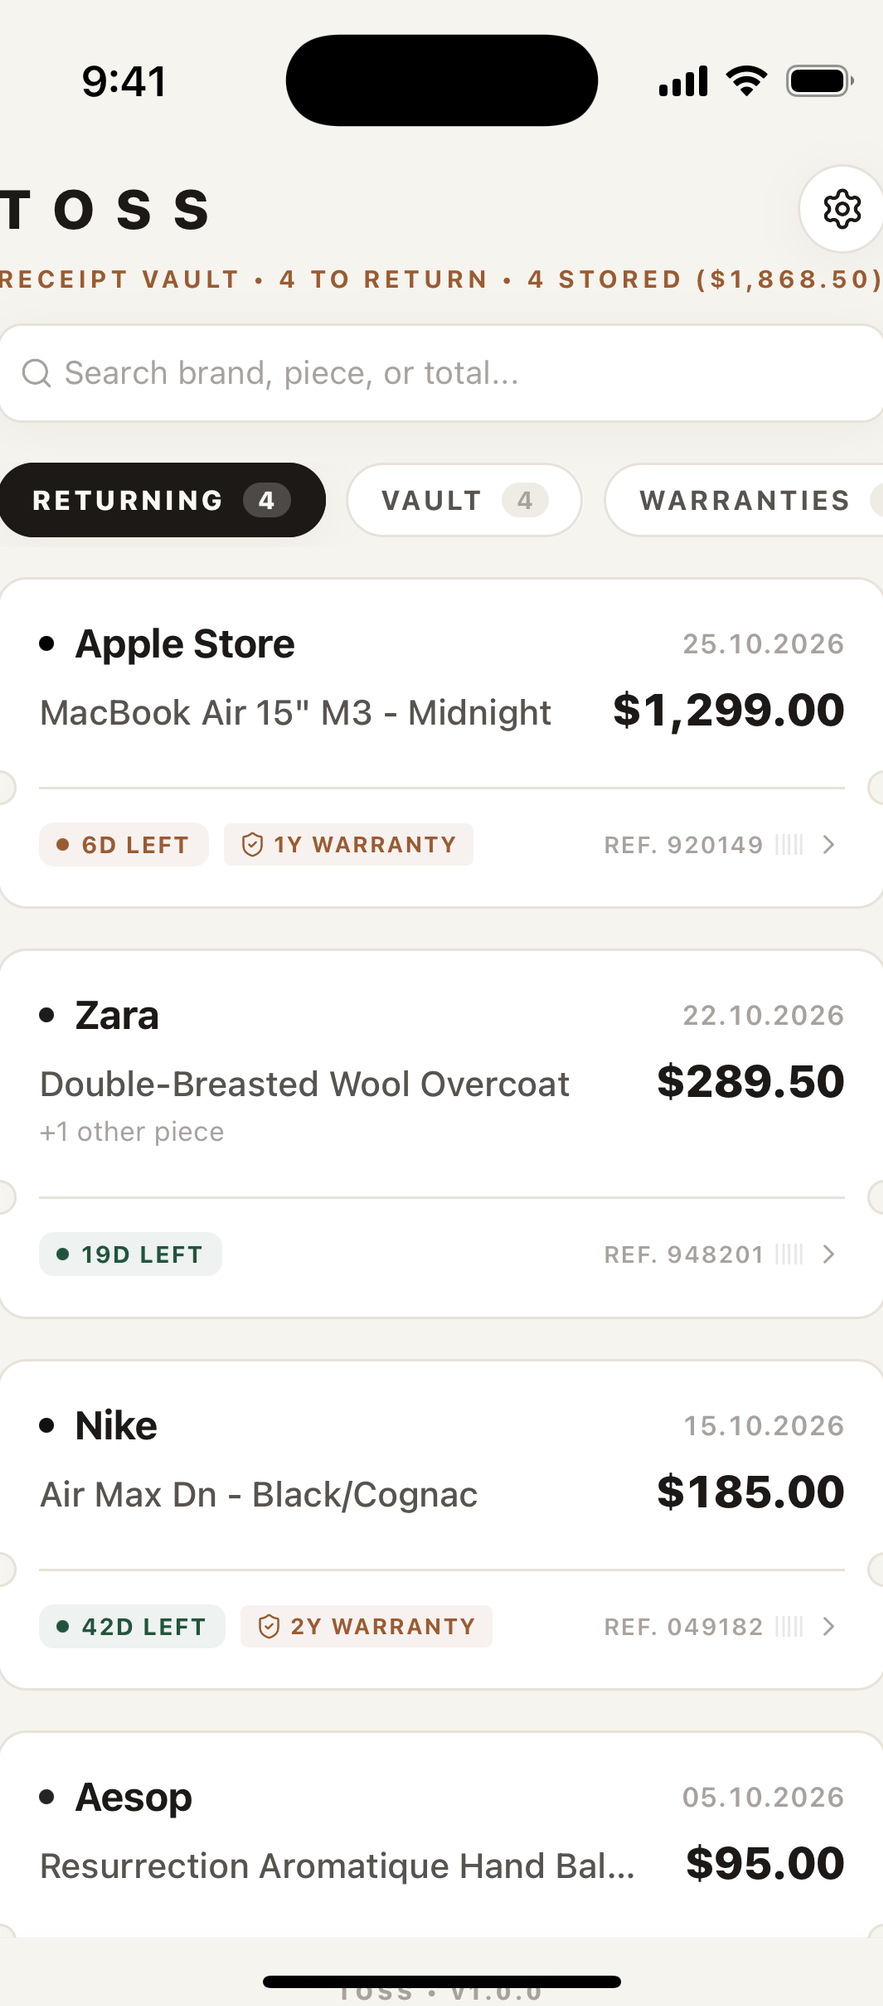 9:41
TOSS
RECEIPT VAULT • 4 TO RETURN • 4 STORED ($1,868.50)
Search brand, piece, or total...
RETURNING 4 VAULT 4 WARRANTIES
Apple Store 25.10.2026
MacBook Air 15" M3 - Midnight $1,299.00
6D LEFT 1Y WARRANTY REF. 920149
Zara 22.10.2026
Double-Breasted Wool Overcoat $289.50
+1 other piece
19D LEFT REF. 948201
Nike 15.10.2026
Air Max Dn - Black/Cognac $185.00
42D LEFT 2Y WARRANTY REF. 049182
Aesop 05.10.2026
Resurrection Aromatique Hand Bal... $95.00
TOSS • V1.0.0